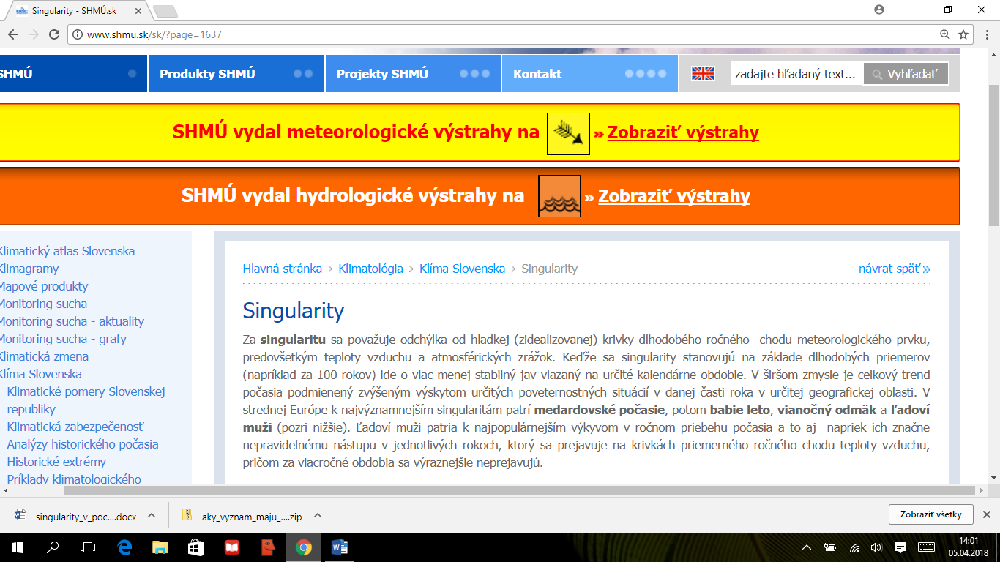 Singularity - SHMÚ.sk
www.shmu.sk/sk/?page=1637
SHMÚ
Produkty SHMÚ
Projekty SHMÚ
Kontakt
zadajte hľadaný text...
Vyhľadať
SHMÚ vydal meteorologické výstrahy na » Zobraziť výstrahy
SHMÚ vydal hydrologické výstrahy na » Zobraziť výstrahy
Klimatický atlas Slovenska
Klimagramy
Mapové produkty
Monitoring sucha
Monitoring sucha - aktuality
Monitoring sucha - grafy
Klimatická zmena
Klíma Slovenska
Klimatické pomery Slovenskej
republiky
Klimatická zabezpečenosť
Analýzy historického počasia
Historické extrémy
Príklady klimatologického
Hlavná stránka › Klimatológia › Klíma Slovenska › Singularity
návrat späť »
Singularity
Za singularitu sa považuje odchýlka od hladkej (zidealizovanej) krivky dlhodobého ročného chodu meteorologického prvku,
predovšetkým teploty vzduchu a atmosférických zrážok. Keďže sa singularity stanovujú na základe dlhodobých priemerov
(napríklad za 100 rokov) ide o viac-menej stabilný jav viazaný na určité kalendárne obdobie. V širšom zmysle je celkový trend
počasia podmienený zvýšeným výskytom určitých poveternostných situácií v danej časti roka v určitej geografickej oblasti. V
strednej Európe k najvýznamnejším singularitám patrí medardovské počasie, potom babie leto, vianočný odmäk a ľadoví
muži (pozri nižšie). Ľadoví muži patria k najpopulárnejším výkyvom v ročnom priebehu počasia a to aj napriek ich značne
nepravidelnému nástupu v jednotlivých rokoch, ktorý sa prejavuje na krivkách priemerného ročného chodu teploty vzduchu,
pričom za viacročné obdobia sa výraznejšie neprejavujú.
singularity_v_poc....docx
aky_vyznam_maju_....zip
Zobraziť všetky
14:01
05.04.2018